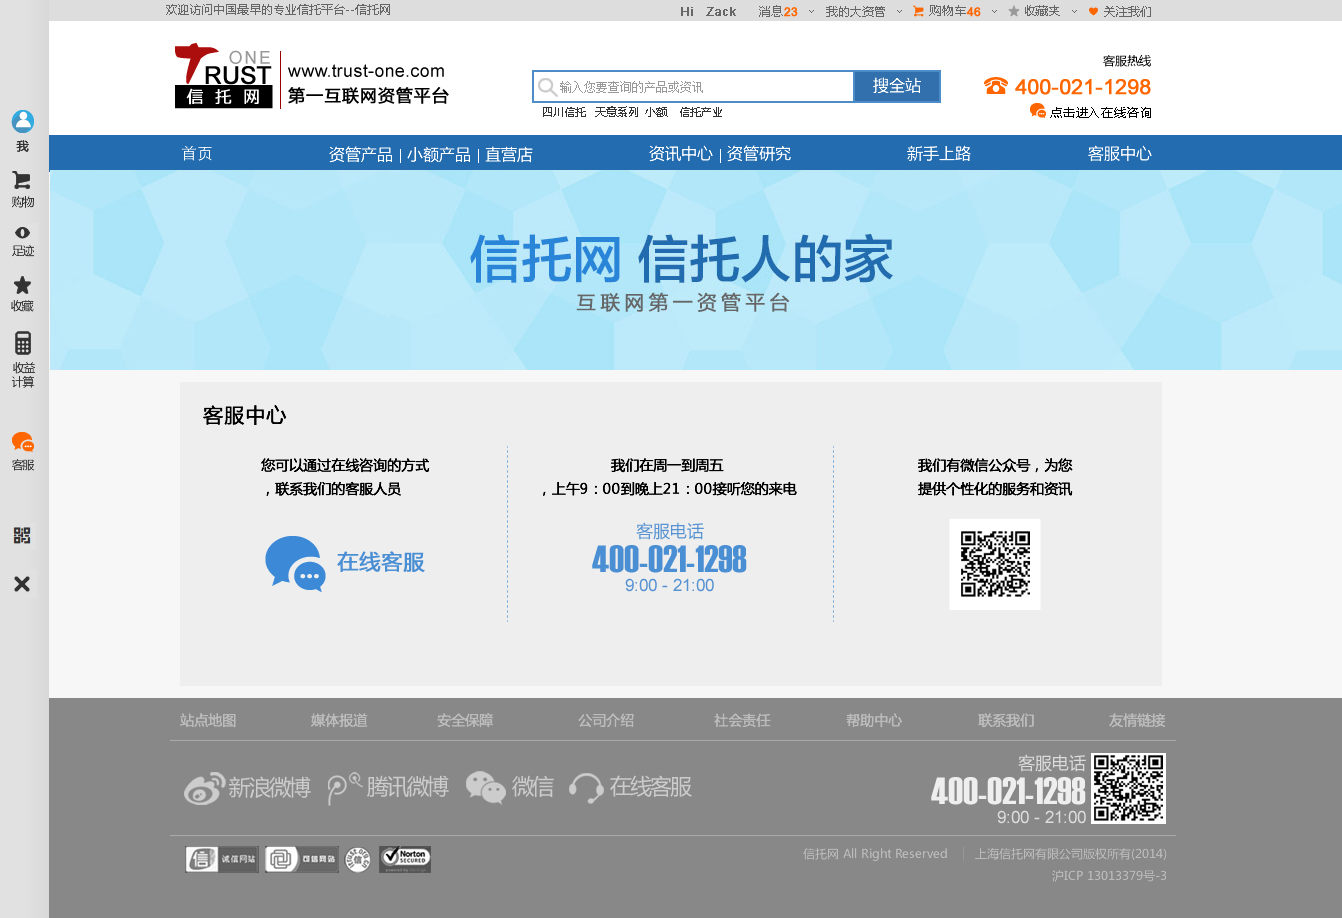 欢迎访问中国最早的专业信托平台--信托网
Hi Zack 消息23 我的大资管 购物车46 收藏夹 关注我们
TRUST ONE
信托网
www.trust-one.com
第一互联网资管平台
输入您要查询的产品或资讯
搜全站
四川信托 天意系列 小额 信托产业
客服热线
400-021-1298
点击进入在线咨询
首页 资管产品 | 小额产品 | 直营店 资讯中心 | 资管研究 新手上路 客服中心
我
购物
足迹
收藏
收益
计算
客服
信托网 信托人的家
互联网第一资管平台
客服中心
您可以通过在线咨询的方式
，联系我们的客服人员
在线客服
我们在周一到周五
，上午9：00到晚上21：00接听您的来电
客服电话
400-021-1298
9:00 - 21:00
我们有微信公众号，为您
提供个性化的服务和资讯
站点地图 媒体报道 安全保障 公司介绍 社会责任 帮助中心 联系我们 友情链接
新浪微博 腾讯微博 微信 在线客服
客服电话
400-021-1298
9:00 - 21:00
信 诚信网站 可信网站 Norton
SECURED
信托网 All Right Reserved 上海信托网有限公司版权所有(2014)
沪ICP 13013379号-3